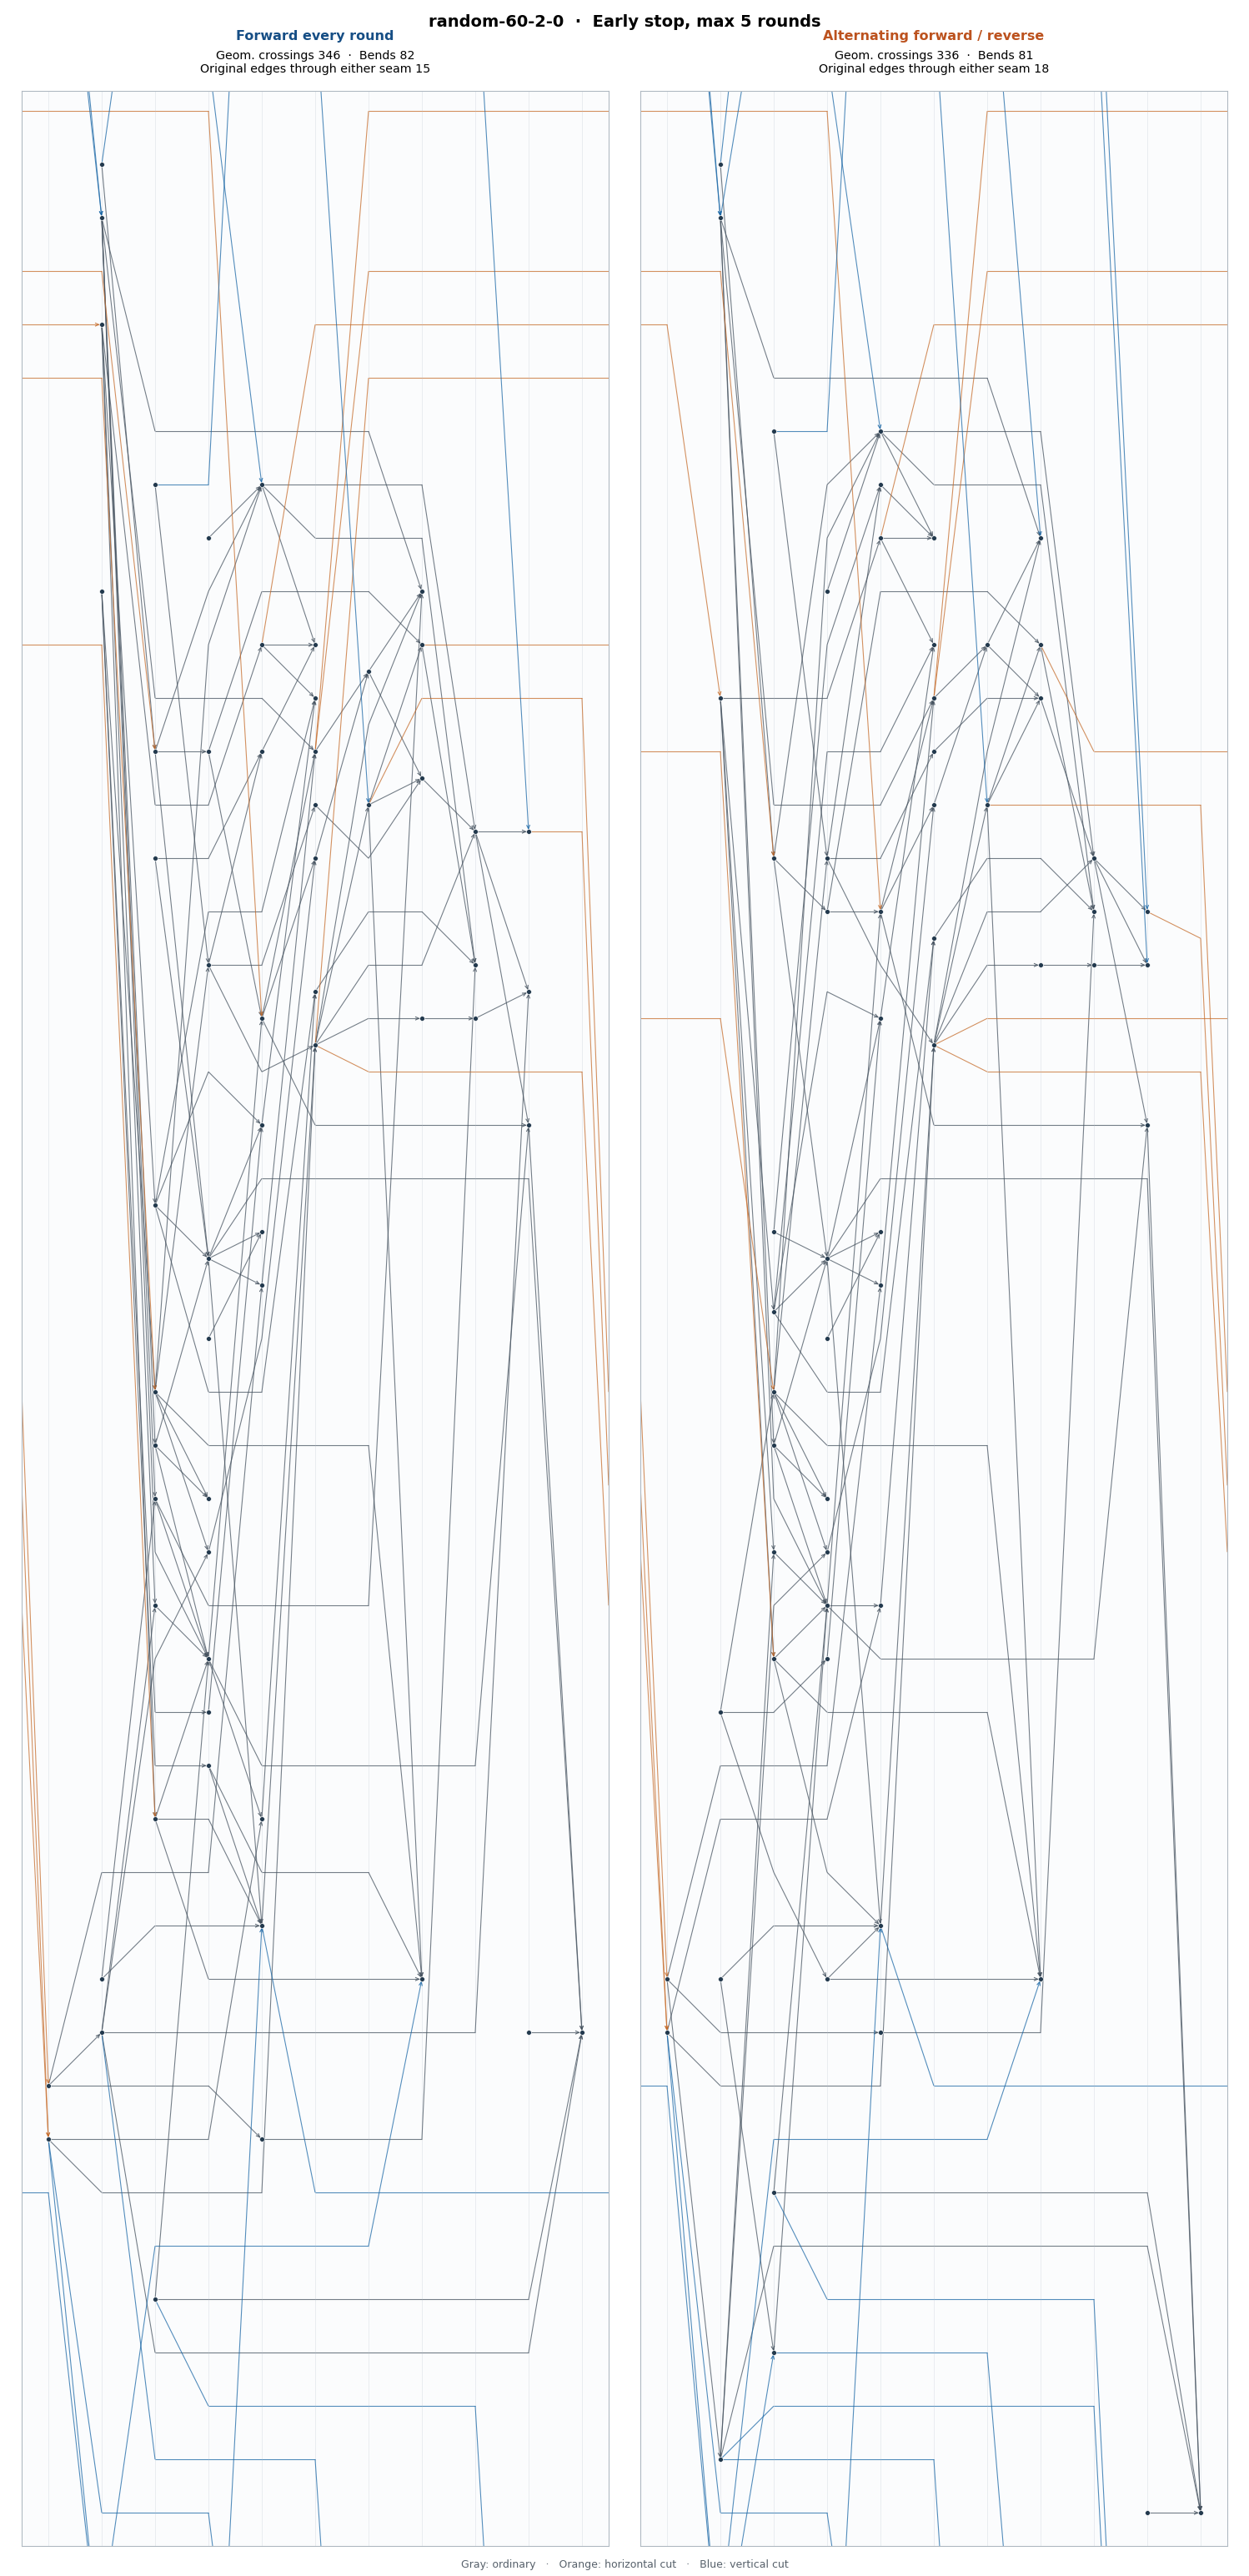 random-60-2-0 · Early stop, max 5 rounds
Forward every round
Geom. crossings 346 · Bends 82
Original edges through either seam 15
Alternating forward / reverse
Geom. crossings 336 · Bends 81
Original edges through either seam 18
Gray: ordinary · Orange: horizontal cut · Blue: vertical cut